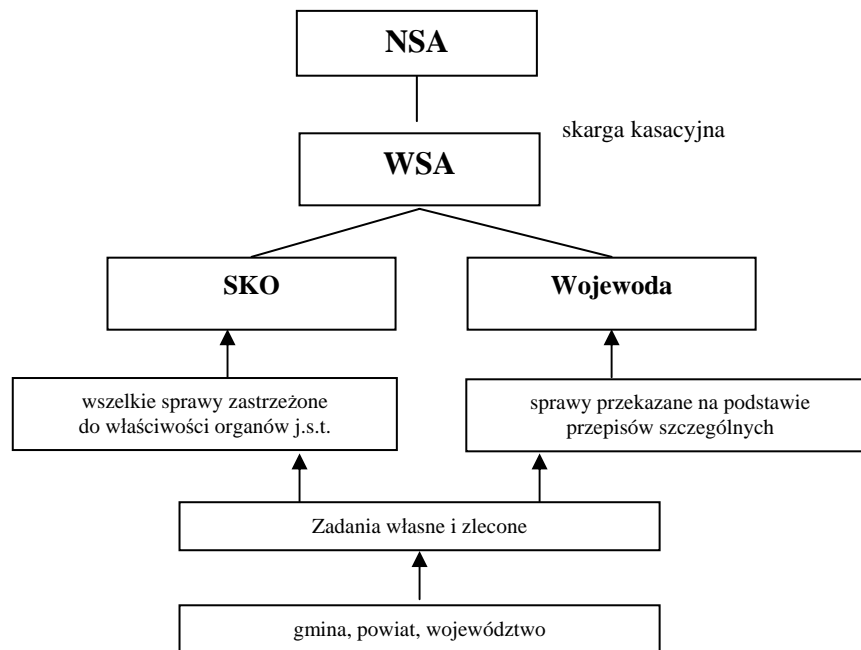 NSA
skarga kasacyjna
WSA
SKO
Wojewoda
wszelkie sprawy zastrzeżone
do właściwości organów j.s.t.
sprawy przekazane na podstawie
przepisów szczególnych
Zadania własne i zlecone
gmina, powiat, województwo